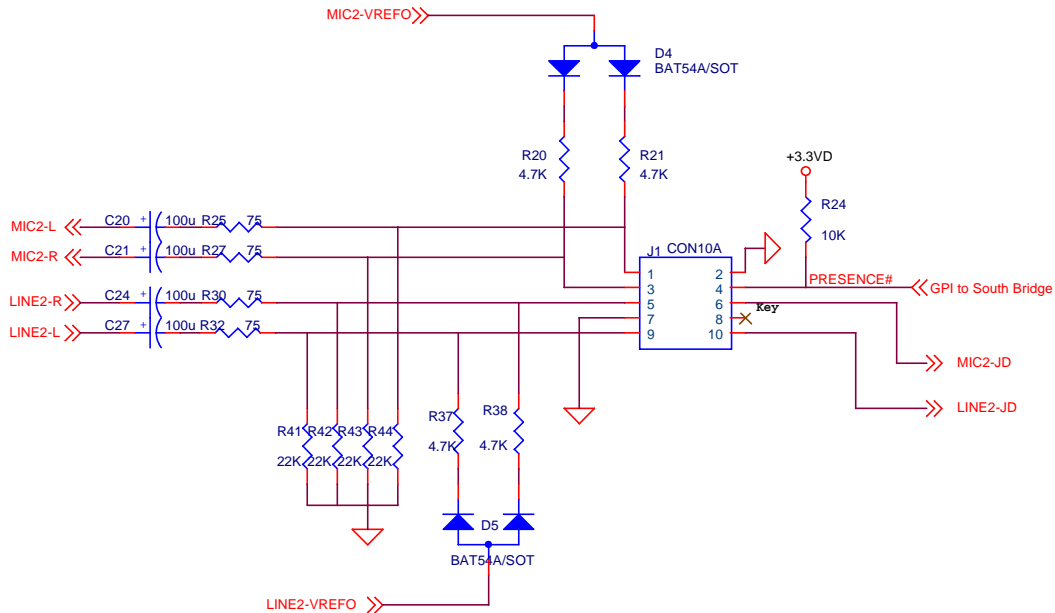 MIC2-VREFO
D4
BAT54A/SOT
R20
4.7K
R21
4.7K
+3.3VD
R24
10K
MIC2-L
C20
+
100u
R25
75
MIC2-R
C21
+
100u
R27
75
J1
CON10A
LINE2-R
C24
+
100u
R30
75
LINE2-L
C27
+
100u
R32
75
1
3
5
7
9
2
4
6
8
10
PRESENCE#
GPI to South Bridge
Key
MIC2-JD
LINE2-JD
R41
R42
R43
R44
22K
22K
22K
22K
R37
4.7K
R38
4.7K
D5
BAT54A/SOT
LINE2-VREFO